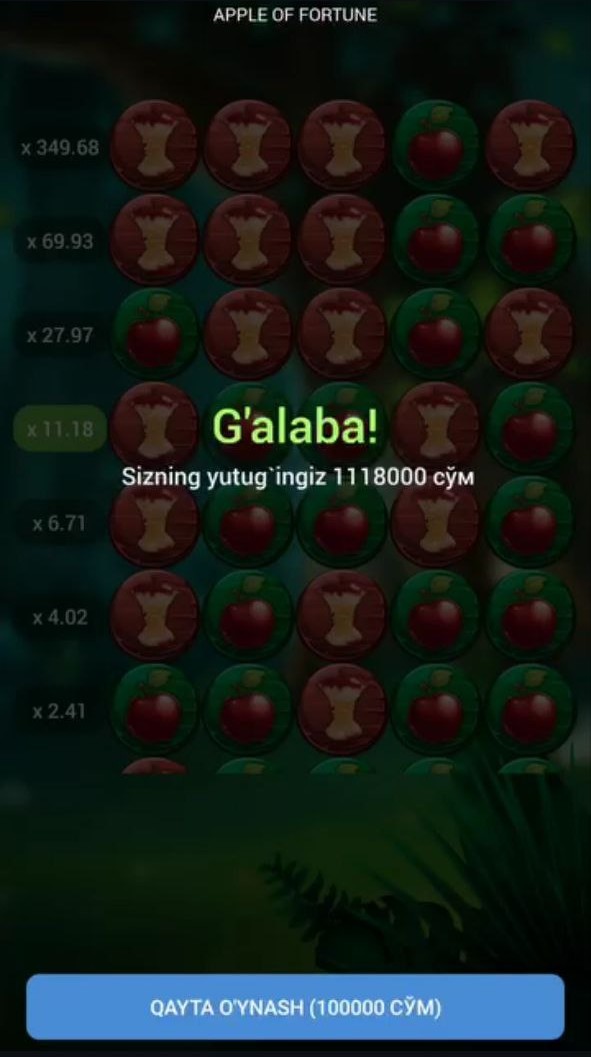 APPLE OF FORTUNE
x 349.68
x 69.93
x 27.97
x 11.18
G'alaba!
Sizning yutug`ingiz 1118000 сўм
x 6.71
x 4.02
x 2.41
QAYTA O'YNASH (100000 СЎМ)